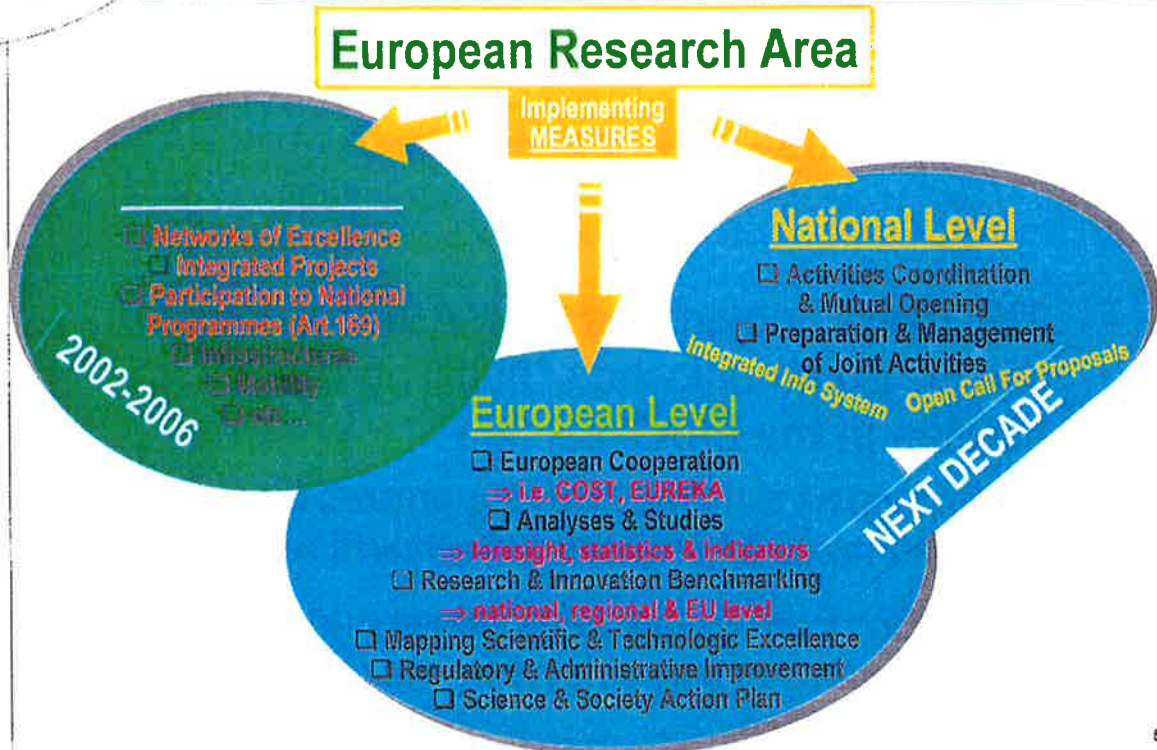 European Research Area
Implementing
MEASURES
❑ Networks of Excellence
❑ Integrated Projects
❑ Participation to National
Programmes (Art.169)
❑ Infrastructures
❑ Mobility
❑ etc...
2002-2006
National Level
❑ Activities Coordination
& Mutual Opening
❑ Preparation & Management
of Joint Activities
Integrated Info System
Open Call For Proposals
NEXT DECADE
European Level
❑ European Cooperation
⇒ i.e. COST, EUREKA
❑ Analyses & Studies
⇒ foresight, statistics & indicators
❑ Research & Innovation Benchmarking
⇒ national, regional & EU level
❑ Mapping Scientific & Technologic Excellence
❑ Regulatory & Administrative Improvement
❑ Science & Society Action Plan